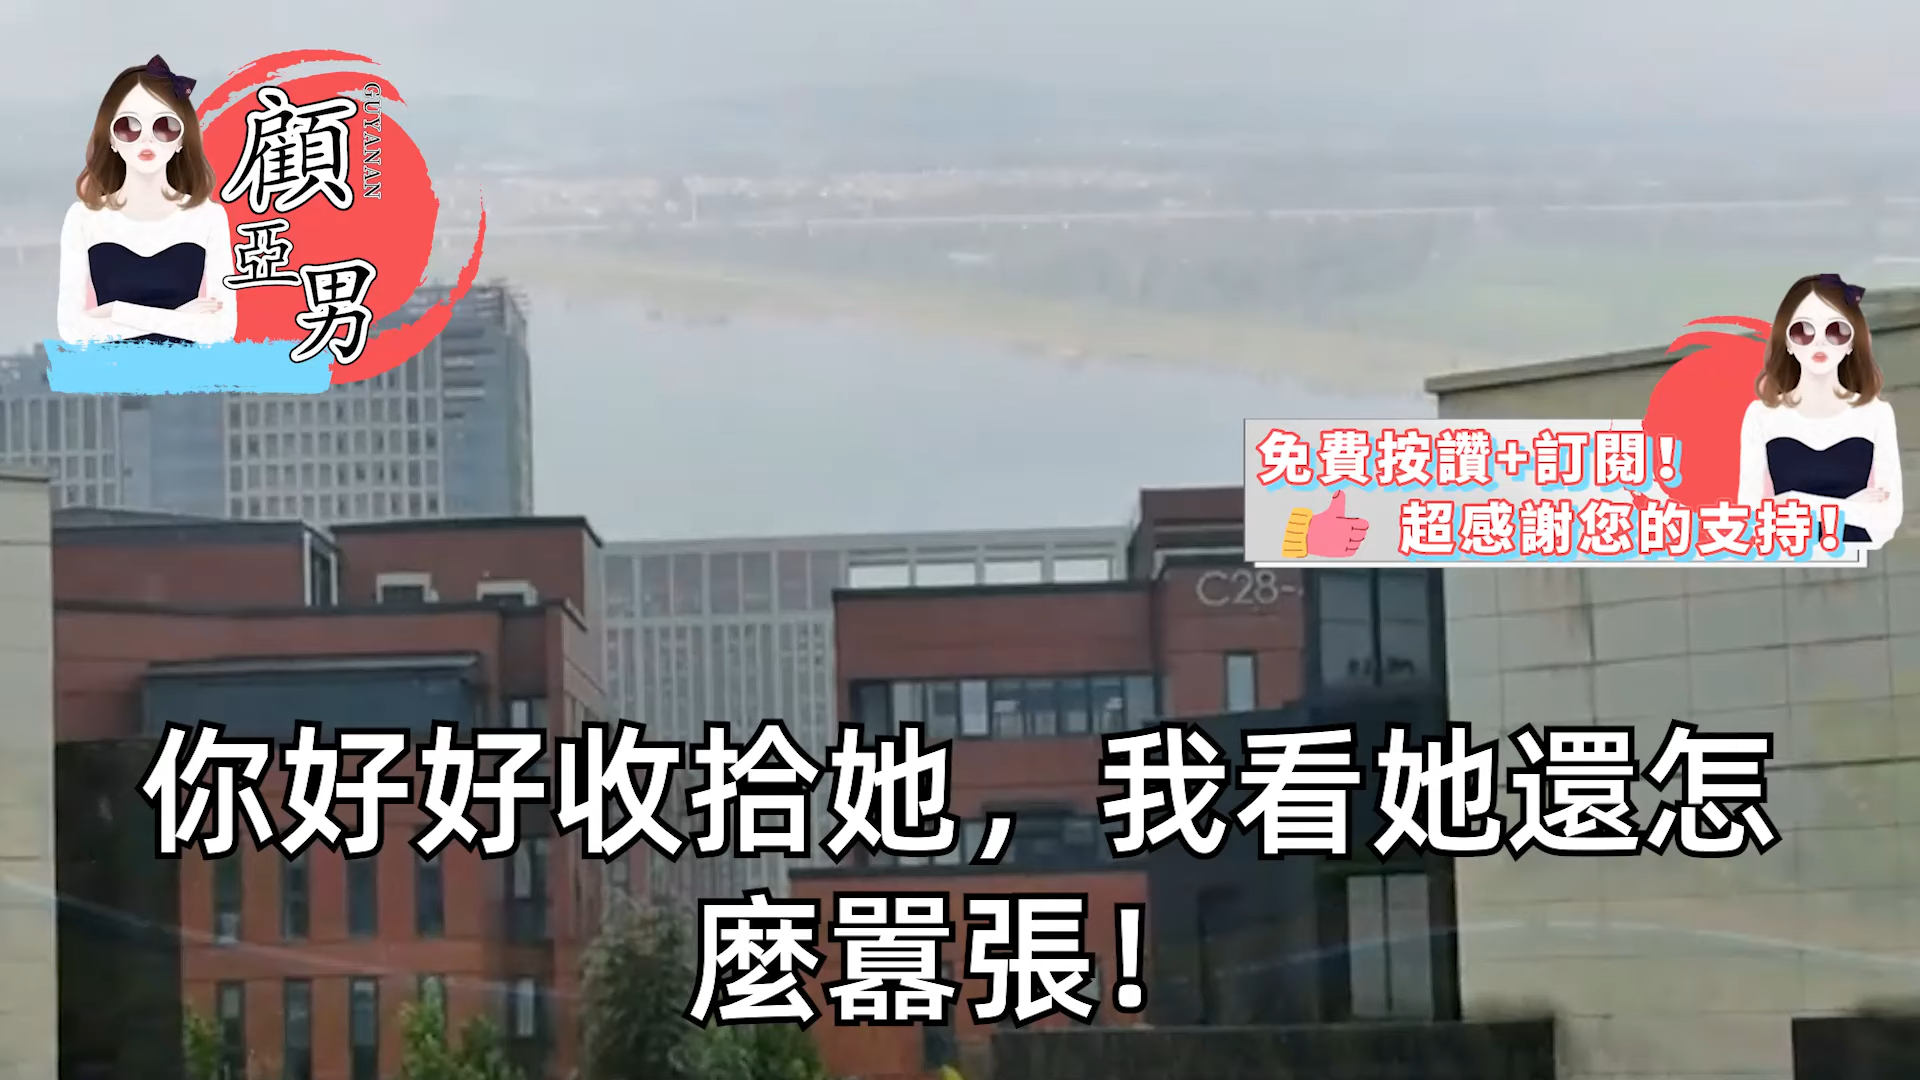 顧亞男
GUYANAN
免費按讚+訂閱!
超感謝您的支持!
C28-
你好好收拾她，我看她還怎
麼囂張!